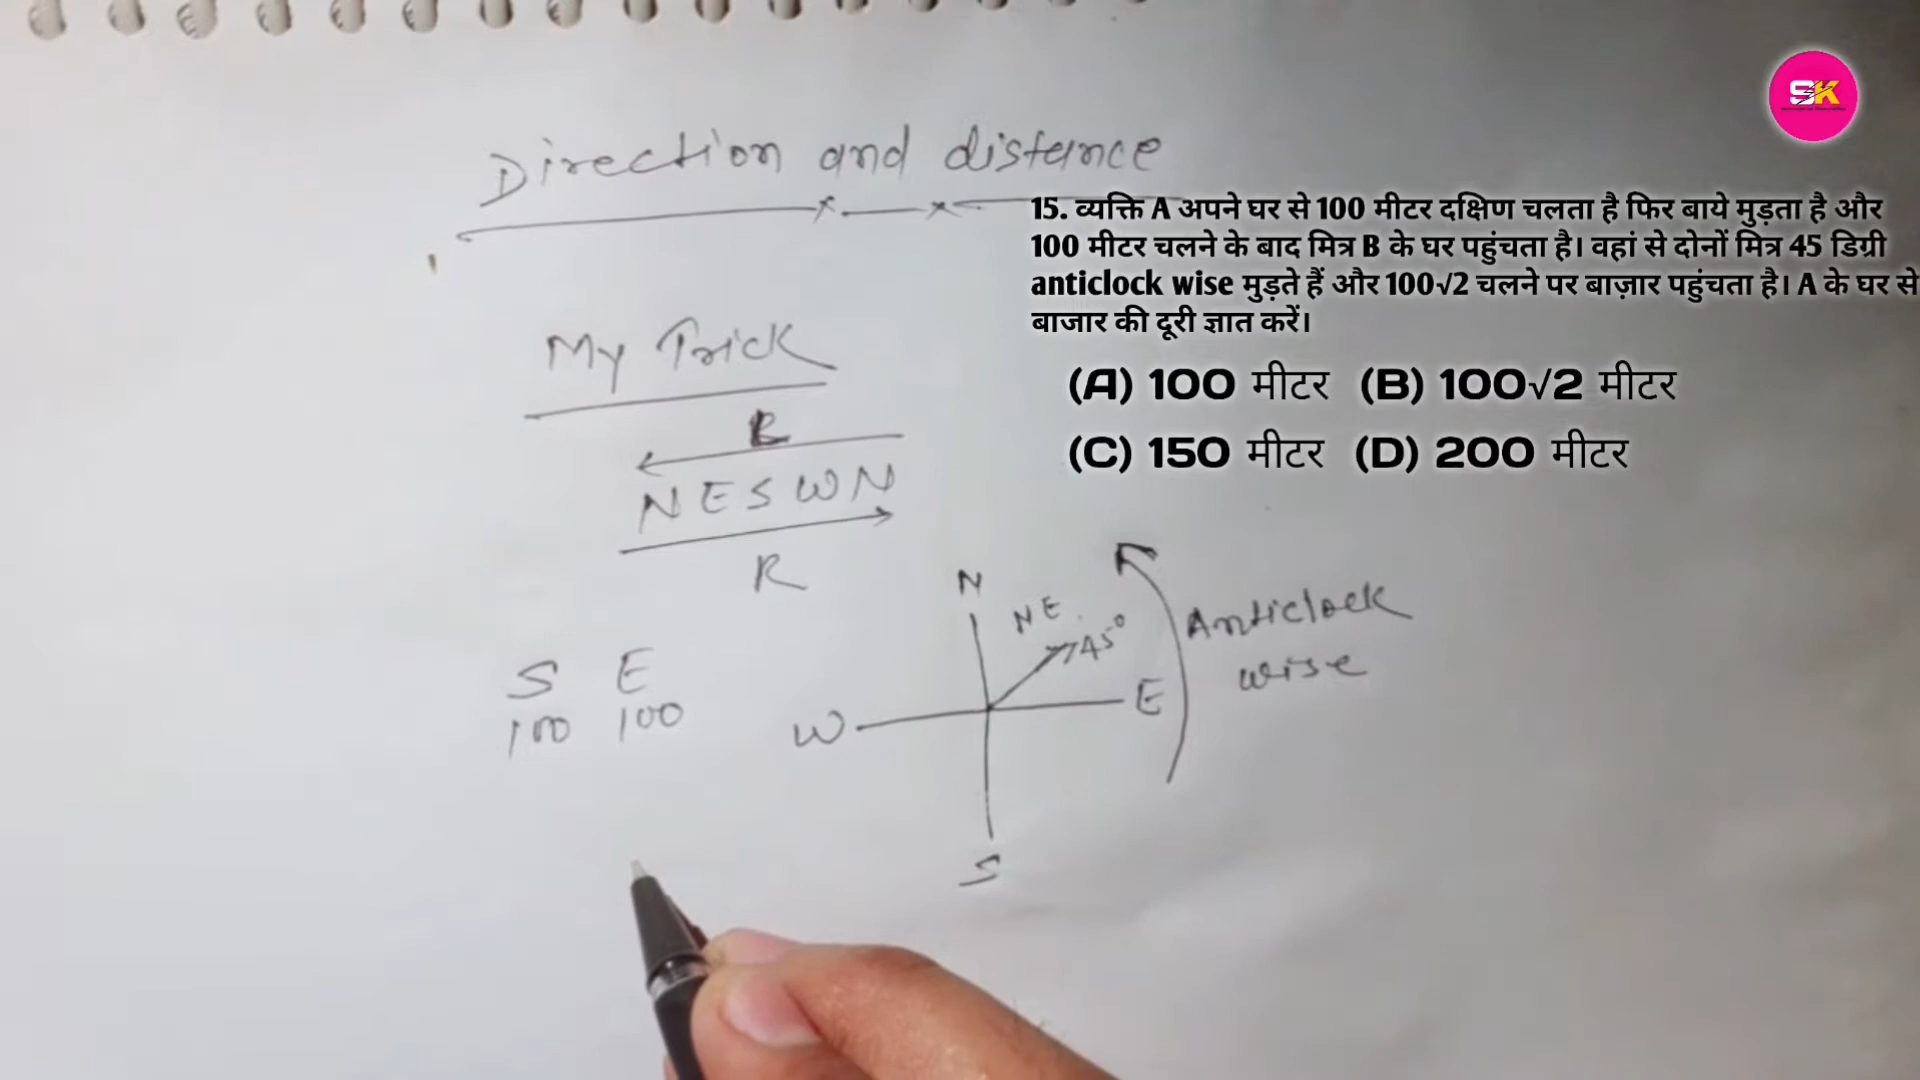 SK
Direction and distance
15. व्यक्ति A अपने घर से 100 मीटर दक्षिण चलता है फिर बाये मुड़ता है और
100 मीटर चलने के बाद मित्र B के घर पहुंचता है। वहां से दोनों मित्र 45 डिग्री
anticlock wise मुड़ते हैं और 100√2 चलने पर बाज़ार पहुंचता है। A के घर से
बाजार की दूरी ज्ञात करें।
(A) 100 मीटर (B) 100√2 मीटर
(C) 150 मीटर (D) 200 मीटर
My Trick
N E S W N
R
S E
100 100
N
NE
45°
W
E
S
Anticlock
wise